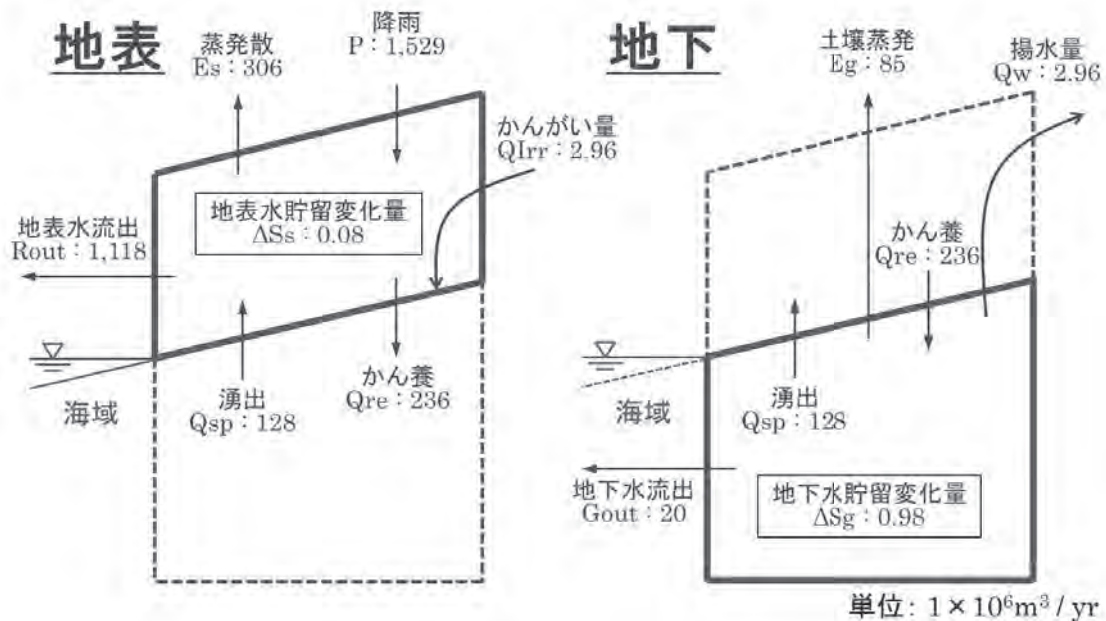 地表
蒸発散
Es：306
降雨
P：1,529
かんがい量
QIrr：2.96
地表水貯留変化量
ΔSs：0.08
地表水流出
Rout：1,118
湧出
Qsp：128
かん養
Qre：236
海域
地下
土壌蒸発
Eg：85
揚水量
Qw：2.96
かん養
Qre：236
湧出
Qsp：128
海域
地下水流出
Gout：20
地下水貯留変化量
ΔSg：0.98
単位: 1×10⁶m³/yr